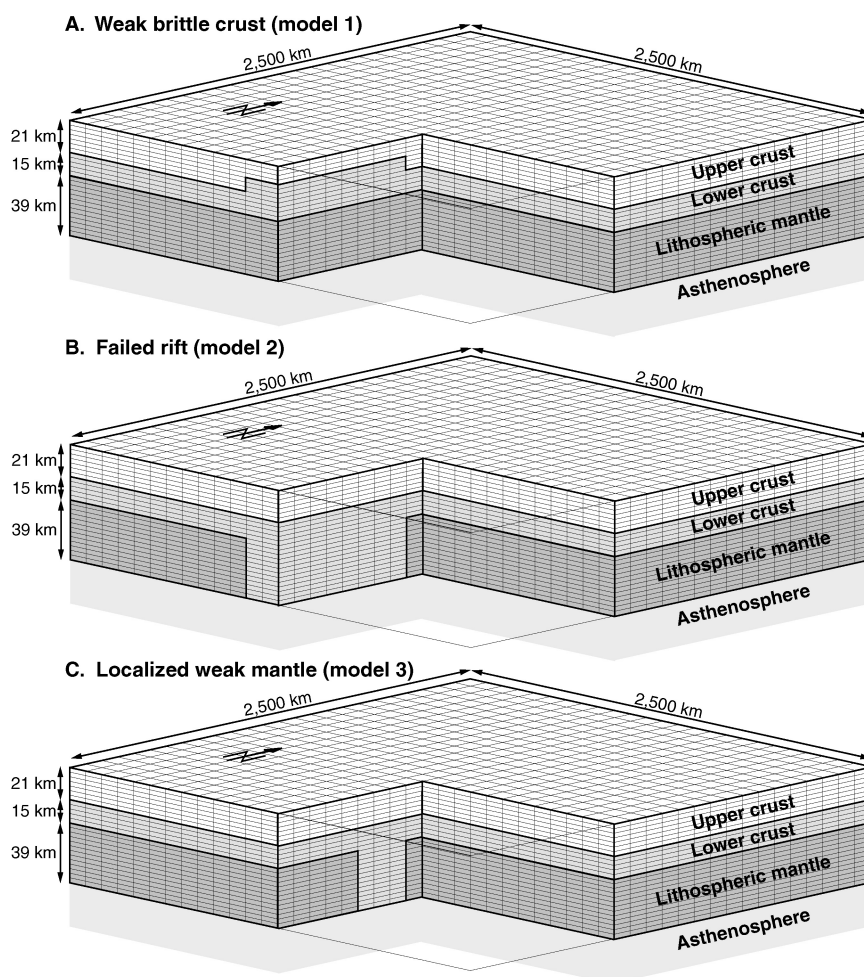 A. Weak brittle crust (model 1)
2,500 km
2,500 km
21 km
15 km
39 km
Upper crust
Lower crust
Lithospheric mantle
Asthenosphere
B. Failed rift (model 2)
2,500 km
2,500 km
21 km
15 km
39 km
Upper crust
Lower crust
Lithospheric mantle
Asthenosphere
C. Localized weak mantle (model 3)
2,500 km
2,500 km
21 km
15 km
39 km
Upper crust
Lower crust
Lithospheric mantle
Asthenosphere